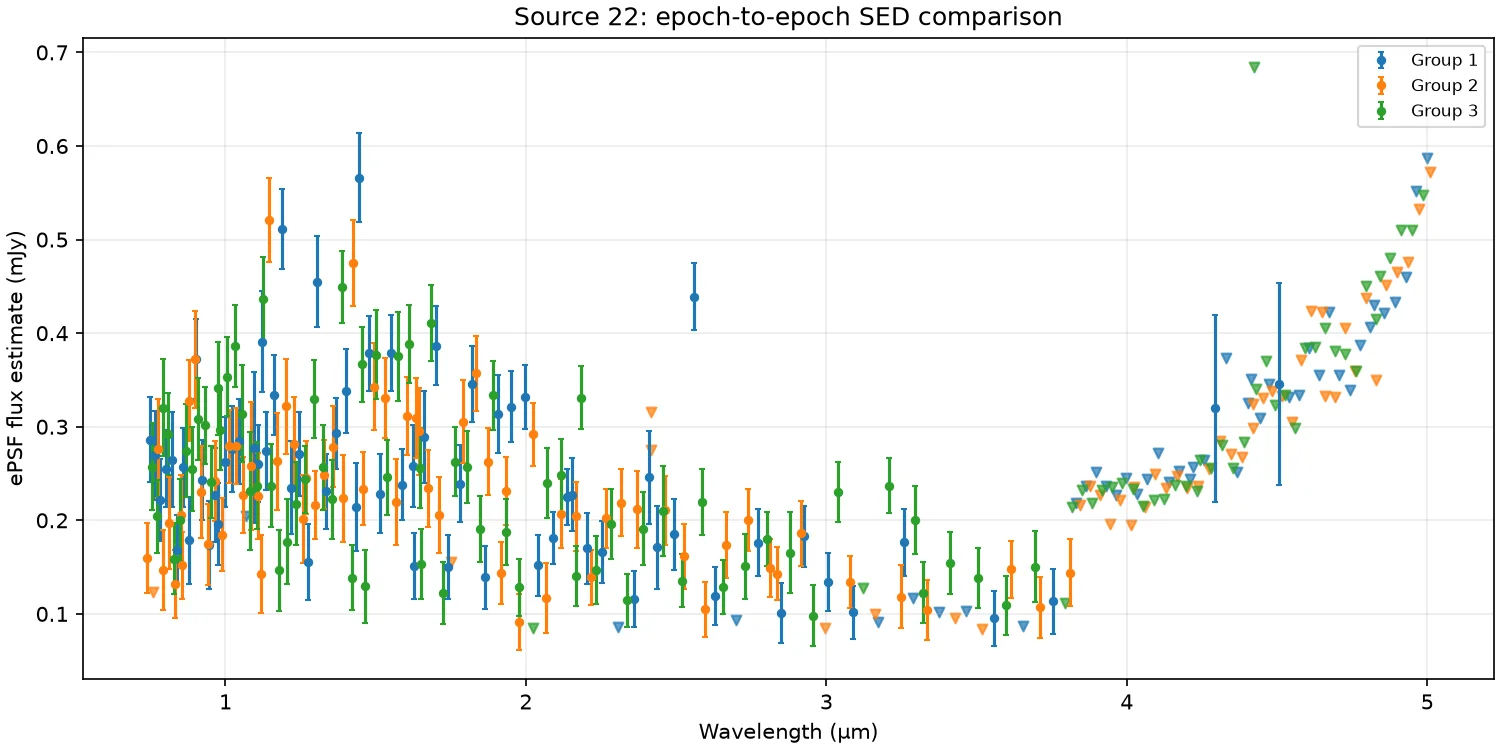 Source 22: epoch-to-epoch SED comparison
ePSF flux estimate (mJy)
0.7
0.6
0.5
0.4
0.3
0.2
0.1
Group 1
Group 2
Group 3
1
2
3
4
5
Wavelength (μm)